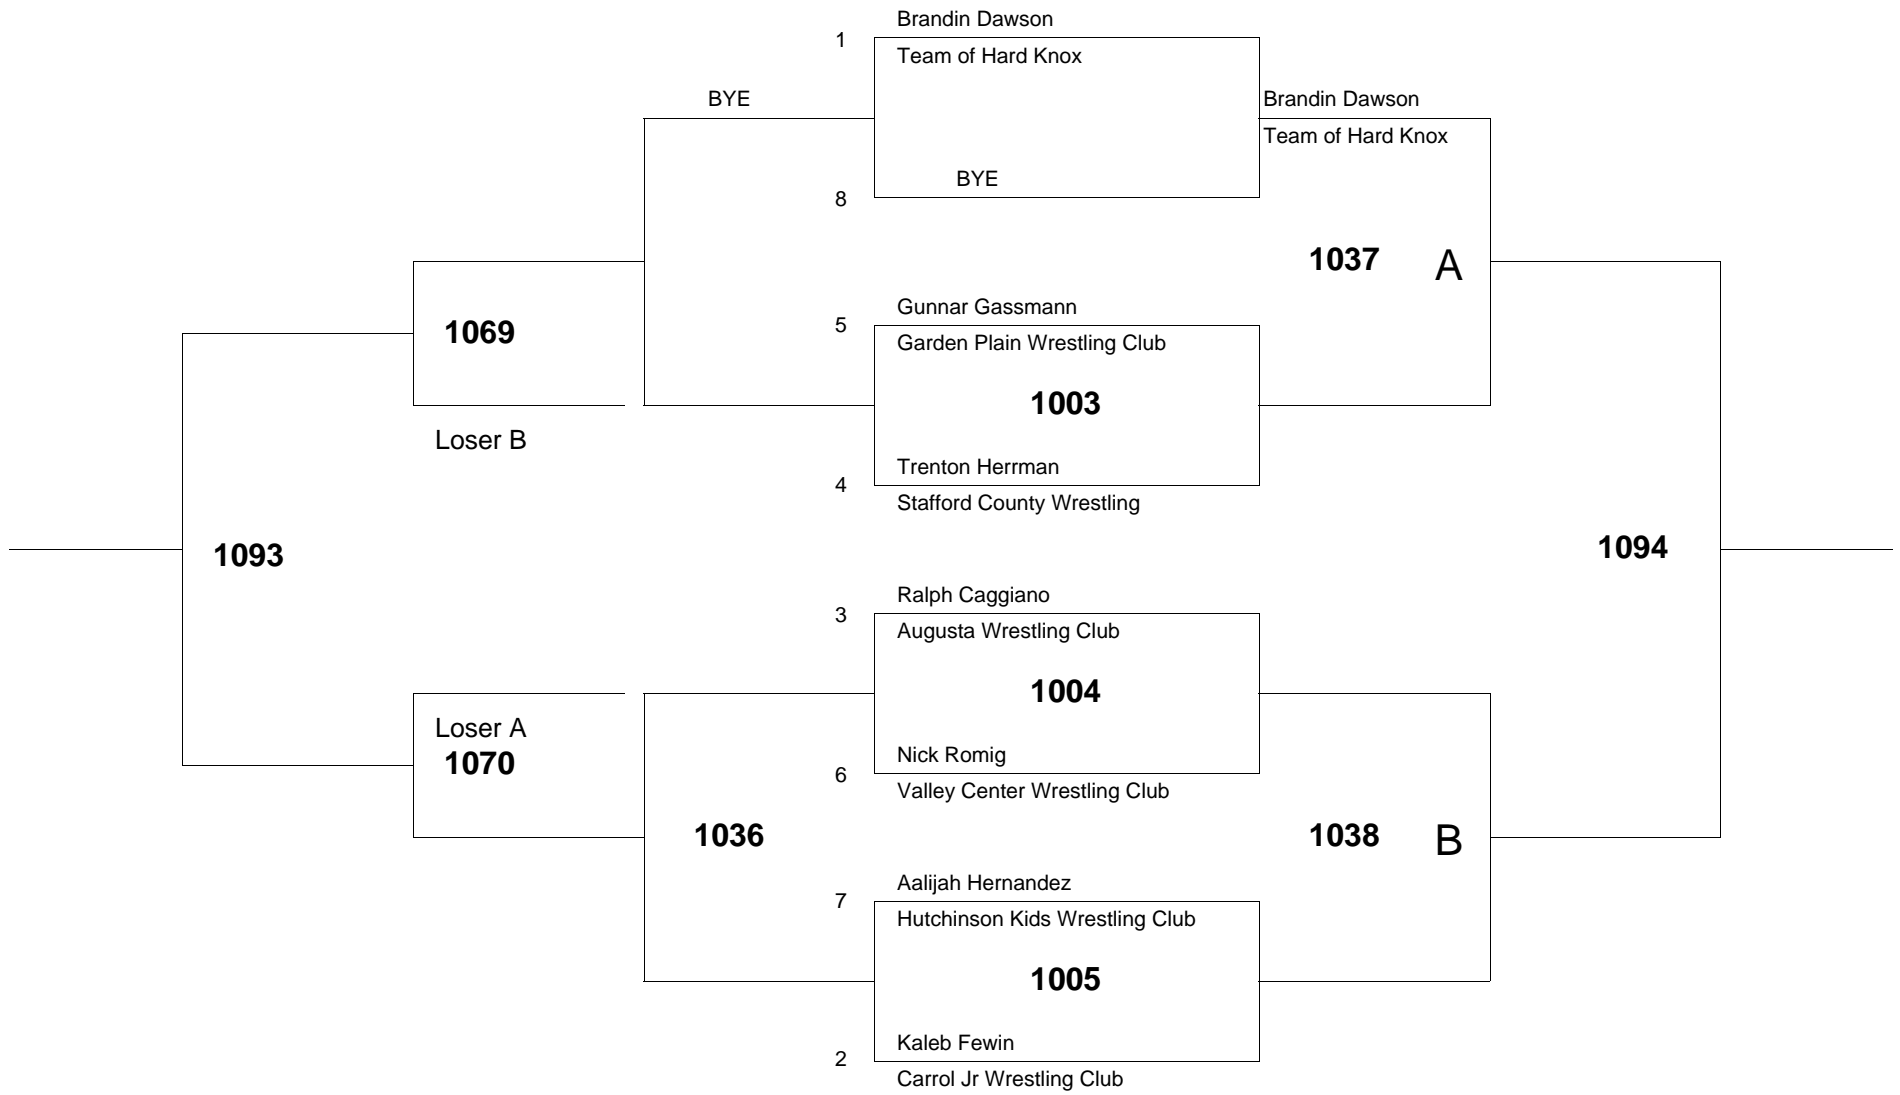 Brandin Dawson
1
Team of Hard Knox
BYE
Brandin Dawson
Team of Hard Knox
BYE
8
1037
A
Gunnar Gassmann
5
1069
Garden Plain Wrestling Club
1003
Loser B
Trenton Herrman
4
Stafford County Wrestling
1093
1094
Ralph Caggiano
3
Augusta Wrestling Club
1004
Loser A
1070
Nick Romig
6
Valley Center Wrestling Club
1036
1038
B
Aalijah Hernandez
7
Hutchinson Kids Wrestling Club
1005
Kaleb Fewin
2
Carrol Jr Wrestling Club